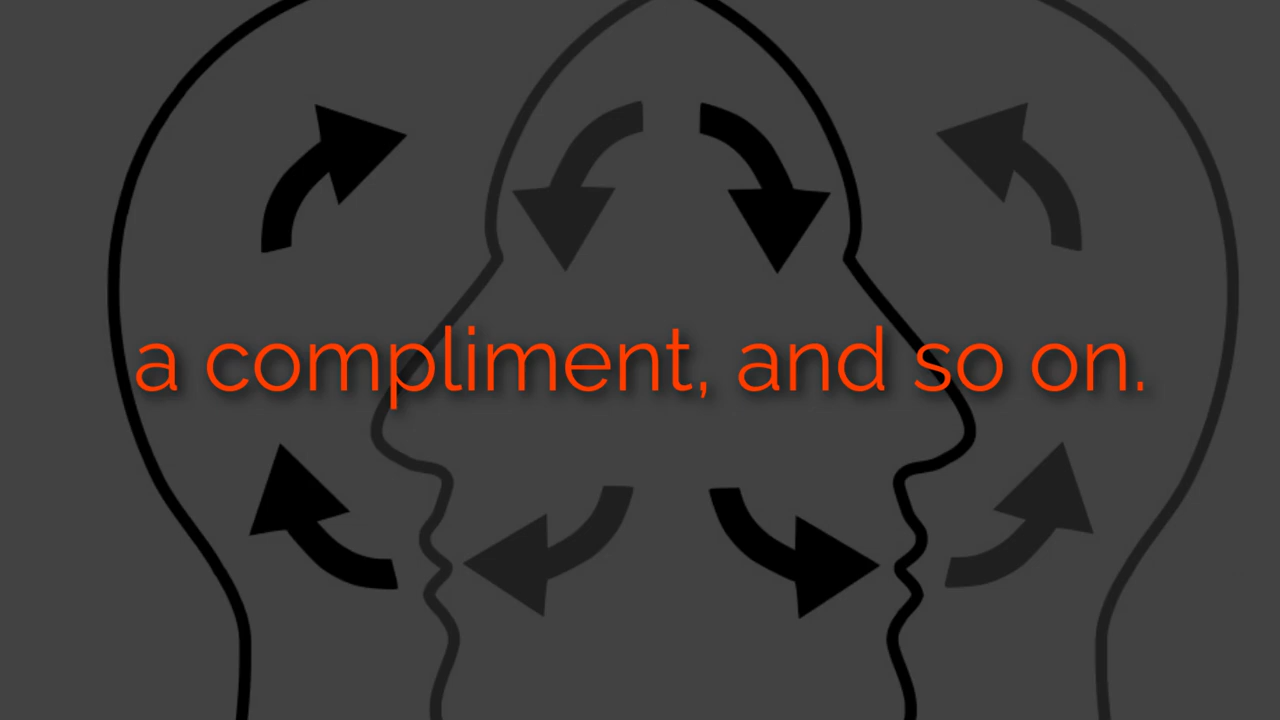 a compliment, and so on.